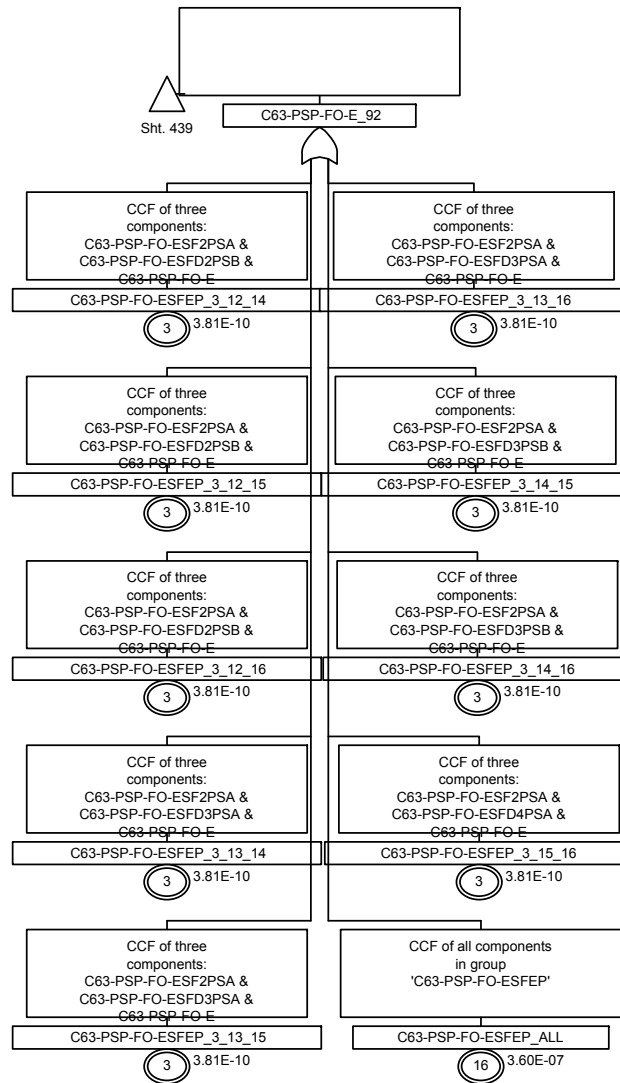 Sht. 439
C63-PSP-FO-E_92
CCF of three
components:
C63-PSP-FO-ESF2PSA &
C63-PSP-FO-ESFD2PSB &
C63-PSP-FO-E
C63-PSP-FO-ESFEP_3_12_14
3
3.81E-10
CCF of three
components:
C63-PSP-FO-ESF2PSA &
C63-PSP-FO-ESFD3PSA &
C63-PSP-FO-E
C63-PSP-FO-ESFEP_3_13_16
3
3.81E-10
CCF of three
components:
C63-PSP-FO-ESF2PSA &
C63-PSP-FO-ESFD2PSB &
C63-PSP-FO-E
C63-PSP-FO-ESFEP_3_12_15
3
3.81E-10
CCF of three
components:
C63-PSP-FO-ESF2PSA &
C63-PSP-FO-ESFD3PSB &
C63-PSP-FO-E
C63-PSP-FO-ESFEP_3_14_15
3
3.81E-10
CCF of three
components:
C63-PSP-FO-ESF2PSA &
C63-PSP-FO-ESFD2PSB &
C63-PSP-FO-E
C63-PSP-FO-ESFEP_3_12_16
3
3.81E-10
CCF of three
components:
C63-PSP-FO-ESF2PSA &
C63-PSP-FO-ESFD3PSB &
C63-PSP-FO-E
C63-PSP-FO-ESFEP_3_14_16
3
3.81E-10
CCF of three
components:
C63-PSP-FO-ESF2PSA &
C63-PSP-FO-ESFD3PSA &
C63-PSP-FO-E
C63-PSP-FO-ESFEP_3_13_14
3
3.81E-10
CCF of three
components:
C63-PSP-FO-ESF2PSA &
C63-PSP-FO-ESFD4PSA &
C63-PSP-FO-E
C63-PSP-FO-ESFEP_3_15_16
3
3.81E-10
CCF of three
components:
C63-PSP-FO-ESF2PSA &
C63-PSP-FO-ESFD3PSA &
C63-PSP-FO-E
C63-PSP-FO-ESFEP_3_13_15
3
3.81E-10
CCF of all components
in group
'C63-PSP-FO-ESFEP'
C63-PSP-FO-ESFEP_ALL
16
3.60E-07